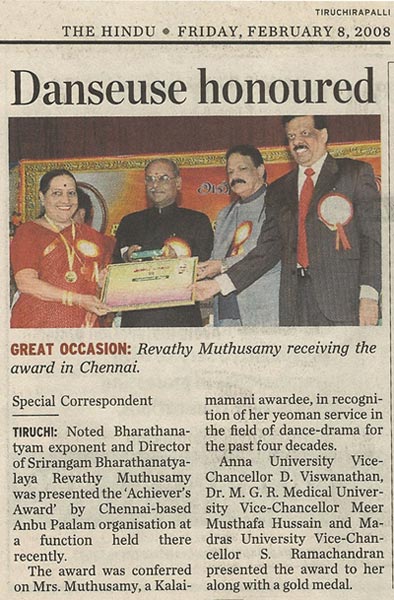 TIRUCHIRAPALLI
THE HINDU • FRIDAY, FEBRUARY 8, 2008
Danseuse honoured
GREAT OCCASION: Revathy Muthusamy receiving the
award in Chennai.
Special Correspondent
TIRUCHI: Noted Bharathana-
tyam exponent and Director
of Srirangam Bharathanatya-
laya Revathy Muthusamy
was presented the 'Achiever's
Award' by Chennai-based
Anbu Paalam organisation at
a function held there
recently.
The award was conferred
on Mrs. Muthusamy, a Kalai-
mamani awardee, in recogni-
tion of her yeoman service in
the field of dance-drama for
the past four decades.
Anna University Vice-
Chancellor D. Viswanathan,
Dr. M. G. R. Medical Univer-
sity Vice-Chancellor Meer
Musthafa Hussain and Ma-
dras University Vice-Chan-
cellor S. Ramachandran
presented the award to her
along with a gold medal.